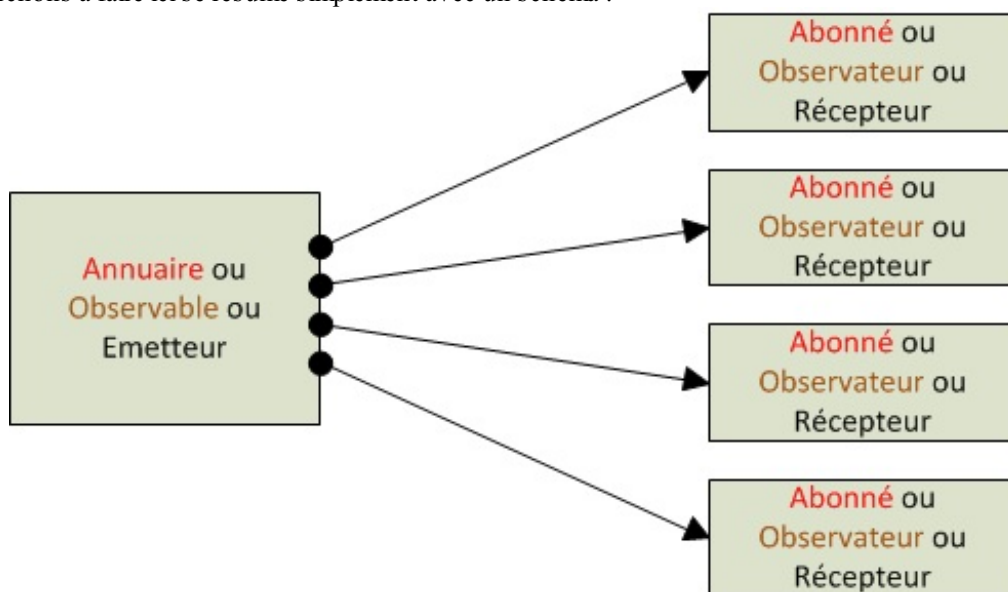 Annuaire ou
Observable ou
Emetteur
Abonné ou
Observateur ou
Récepteur
Abonné ou
Observateur ou
Récepteur
Abonné ou
Observateur ou
Récepteur
Abonné ou
Observateur ou
Récepteur